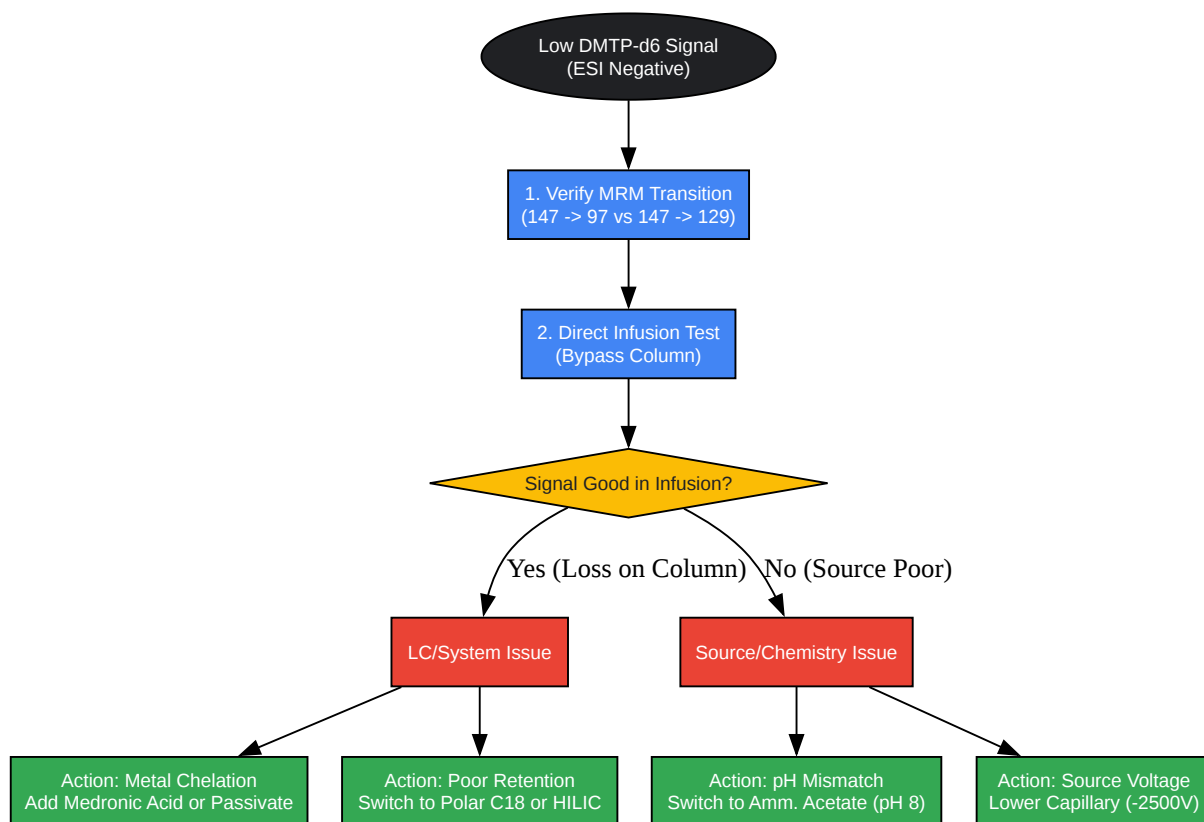 Low DMTP-d6 Signal
(ESI Negative)
1. Verify MRM Transition
(147 -> 97 vs 147 -> 129)
2. Direct Infusion Test
(Bypass Column)
Signal Good in Infusion?
Yes (Loss on Column)
No (Source Poor)
LC/System Issue
Source/Chemistry Issue
Action: Metal Chelation
Add Medronic Acid or Passivate
Action: Poor Retention
Switch to Polar C18 or HILIC
Action: pH Mismatch
Switch to Amm. Acetate (pH 8)
Action: Source Voltage
Lower Capillary (-2500V)